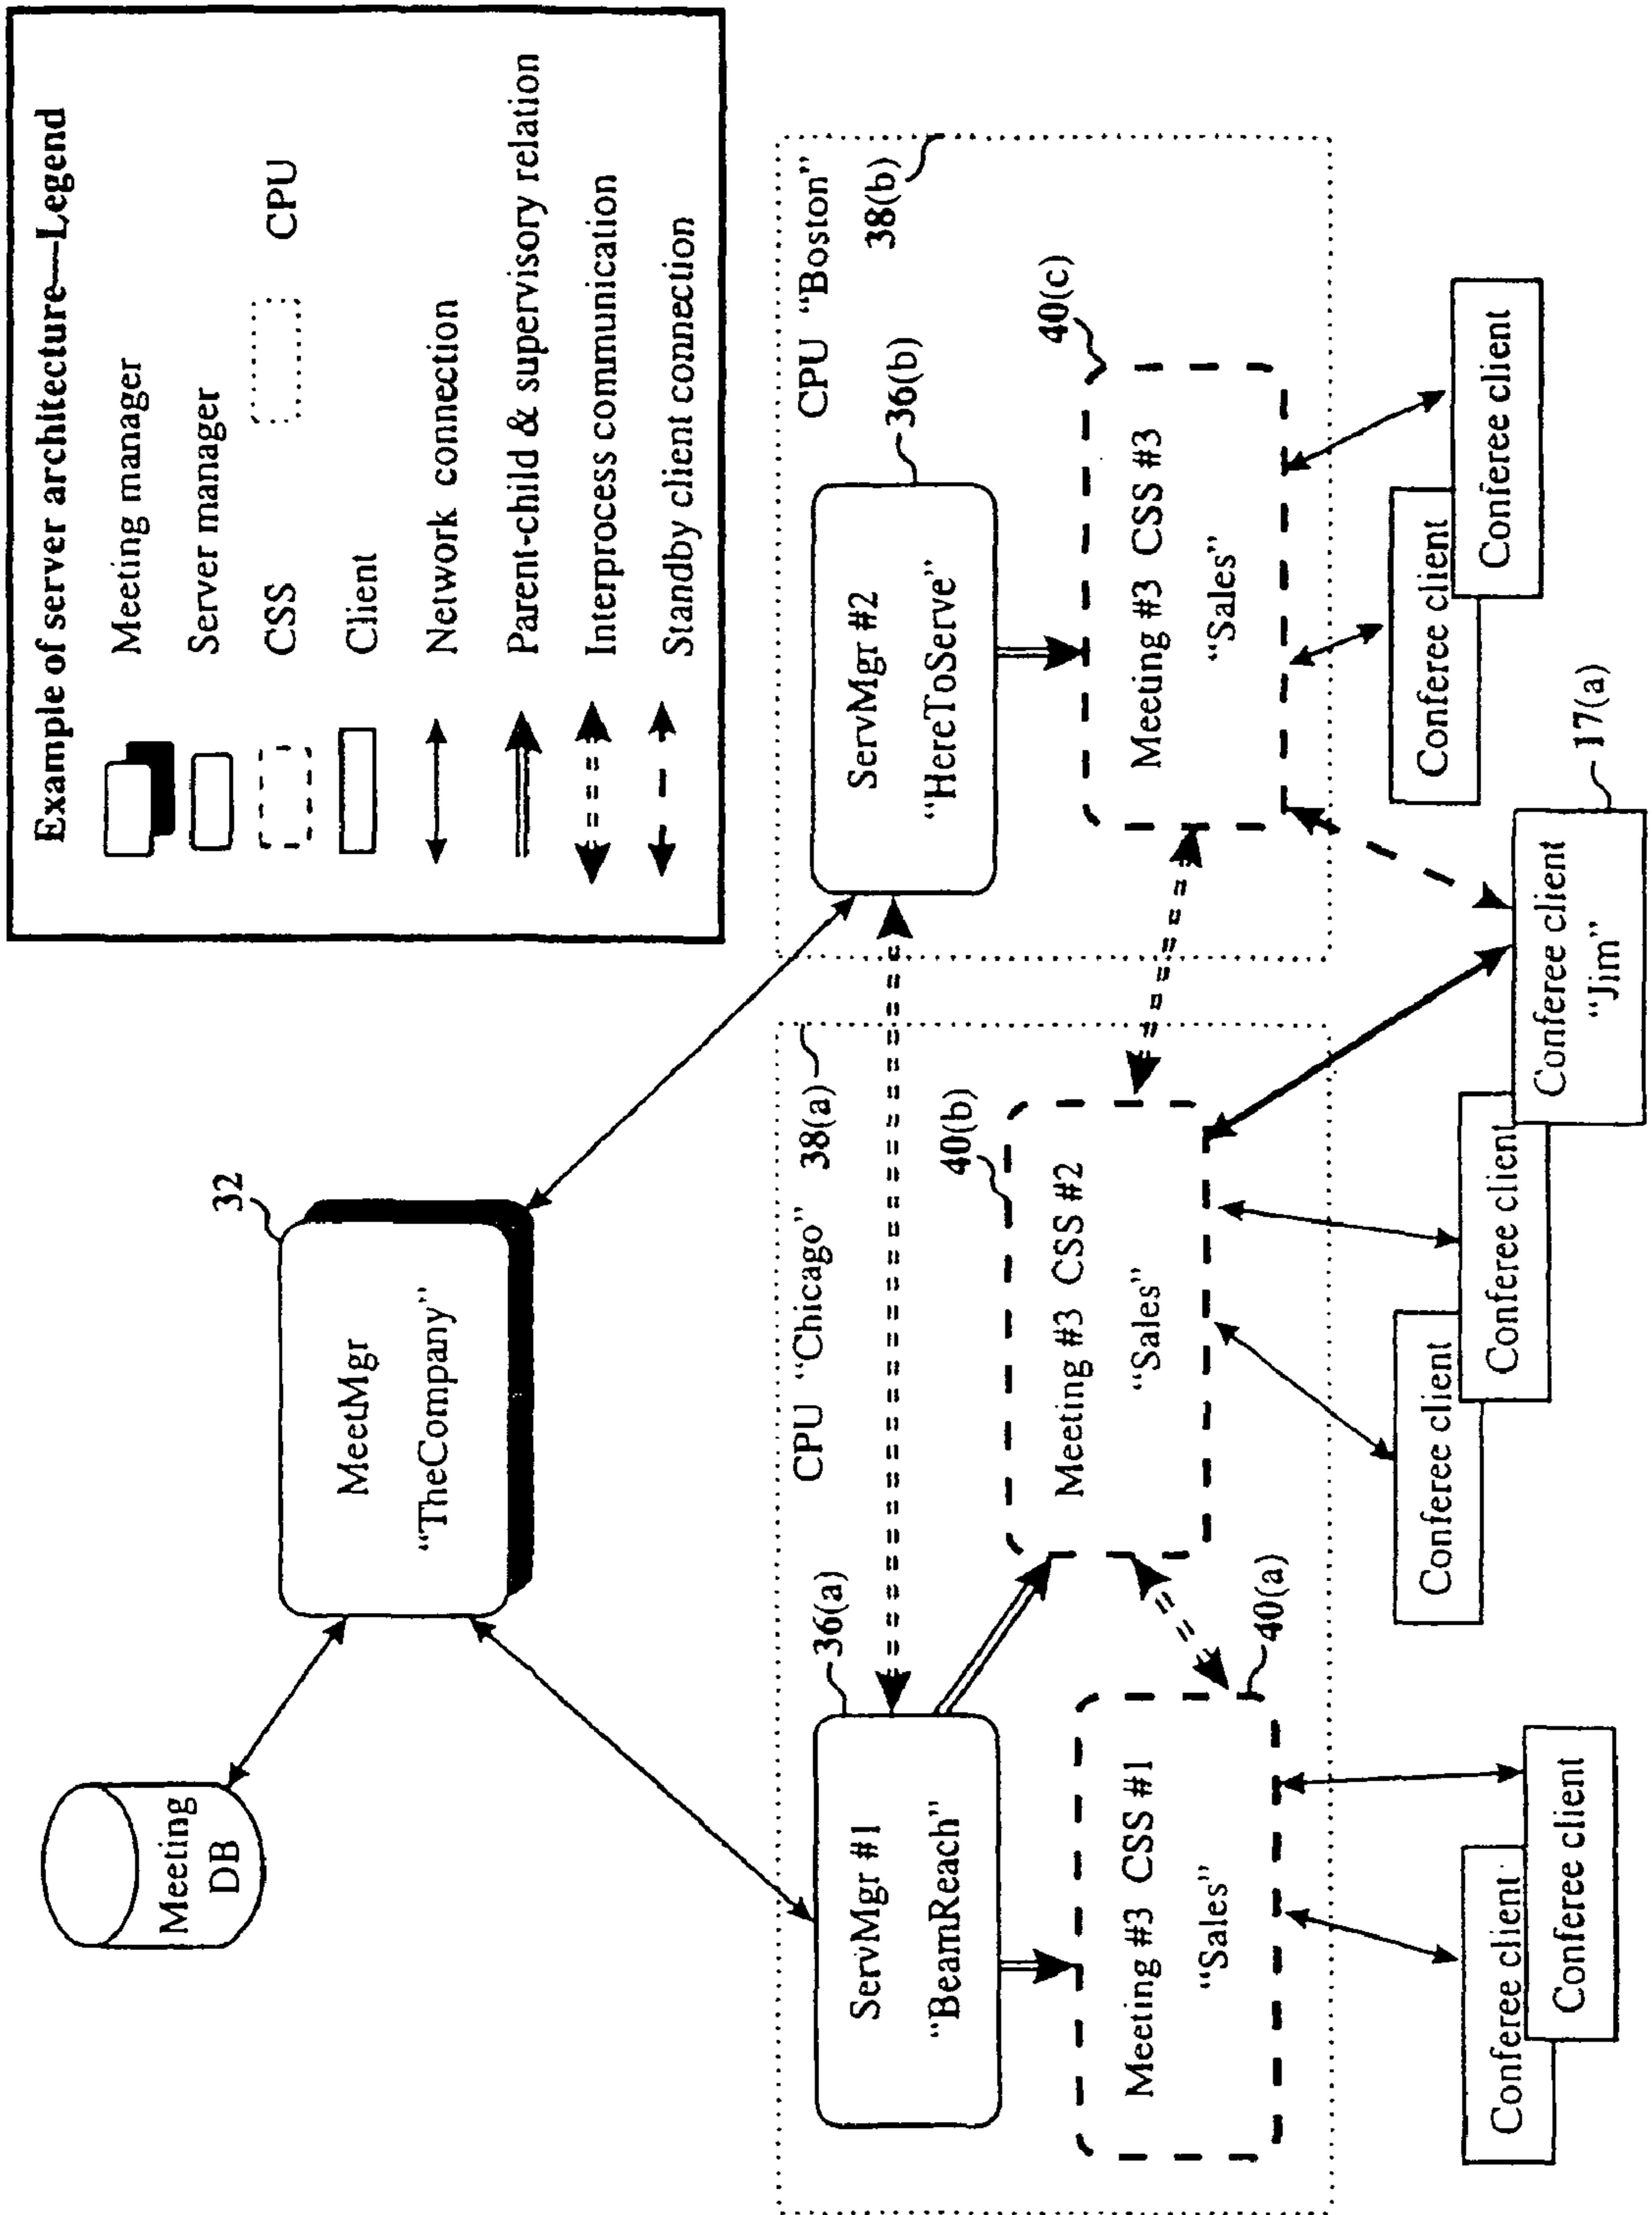 Example of server architecture—Legend
Meeting manager
Server manager
CSS
CPU
Client
Network connection
Parent-child & supervisory relation
Interprocess communication
Standby client connection
Meeting
DB
32
MeetMgr
“TheCompany”
CPU “Chicago”
38(a)
CPU “Boston”
38(b)
36(a)
ServMgr #1
“BeamReach”
36(b)
ServMgr #2
“HereToServe”
40(b)
Meeting #3 CSS #2
“Sales”
40(c)
Meeting #3 CSS #3
“Sales”
40(a)
Meeting #3 CSS #1
“Sales”
Conferee client
Conferee client
Conferee client
Conferee client
Conferee client
“Jim”
17(a)
Conferee client
Conferee client